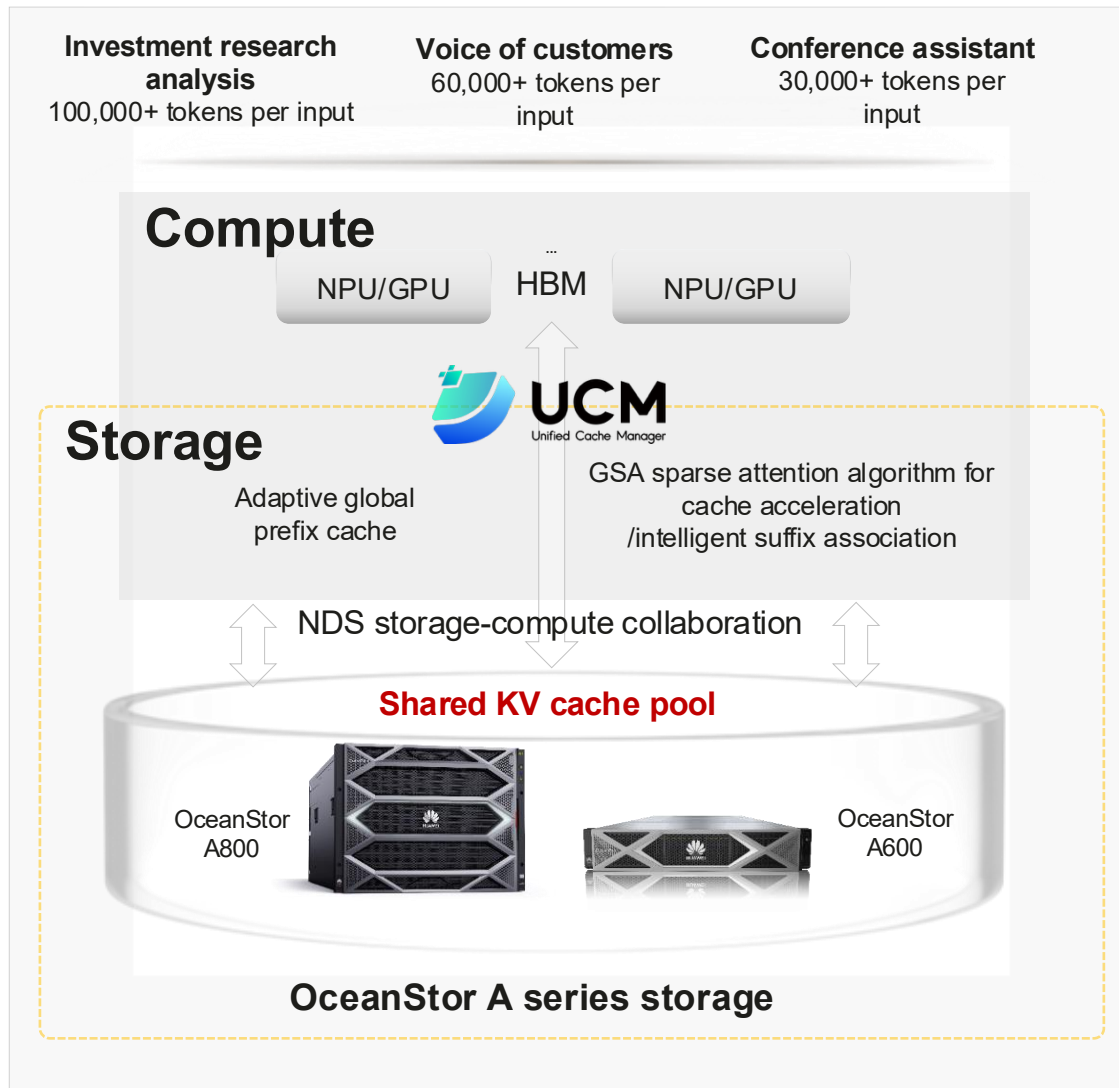 Investment research
analysis
100,000+ tokens per input
Voice of customers
60,000+ tokens per
input
Conference assistant
30,000+ tokens per
input
Compute
NPU/GPU
...
HBM
NPU/GPU
UCM
Unified Cache Manager
Storage
Adaptive global
prefix cache
GSA sparse attention algorithm for
cache acceleration
/intelligent suffix association
NDS storage-compute collaboration
Shared KV cache pool
OceanStor
A800
HUAWEI
HUAWEI
OceanStor
A600
OceanStor A series storage